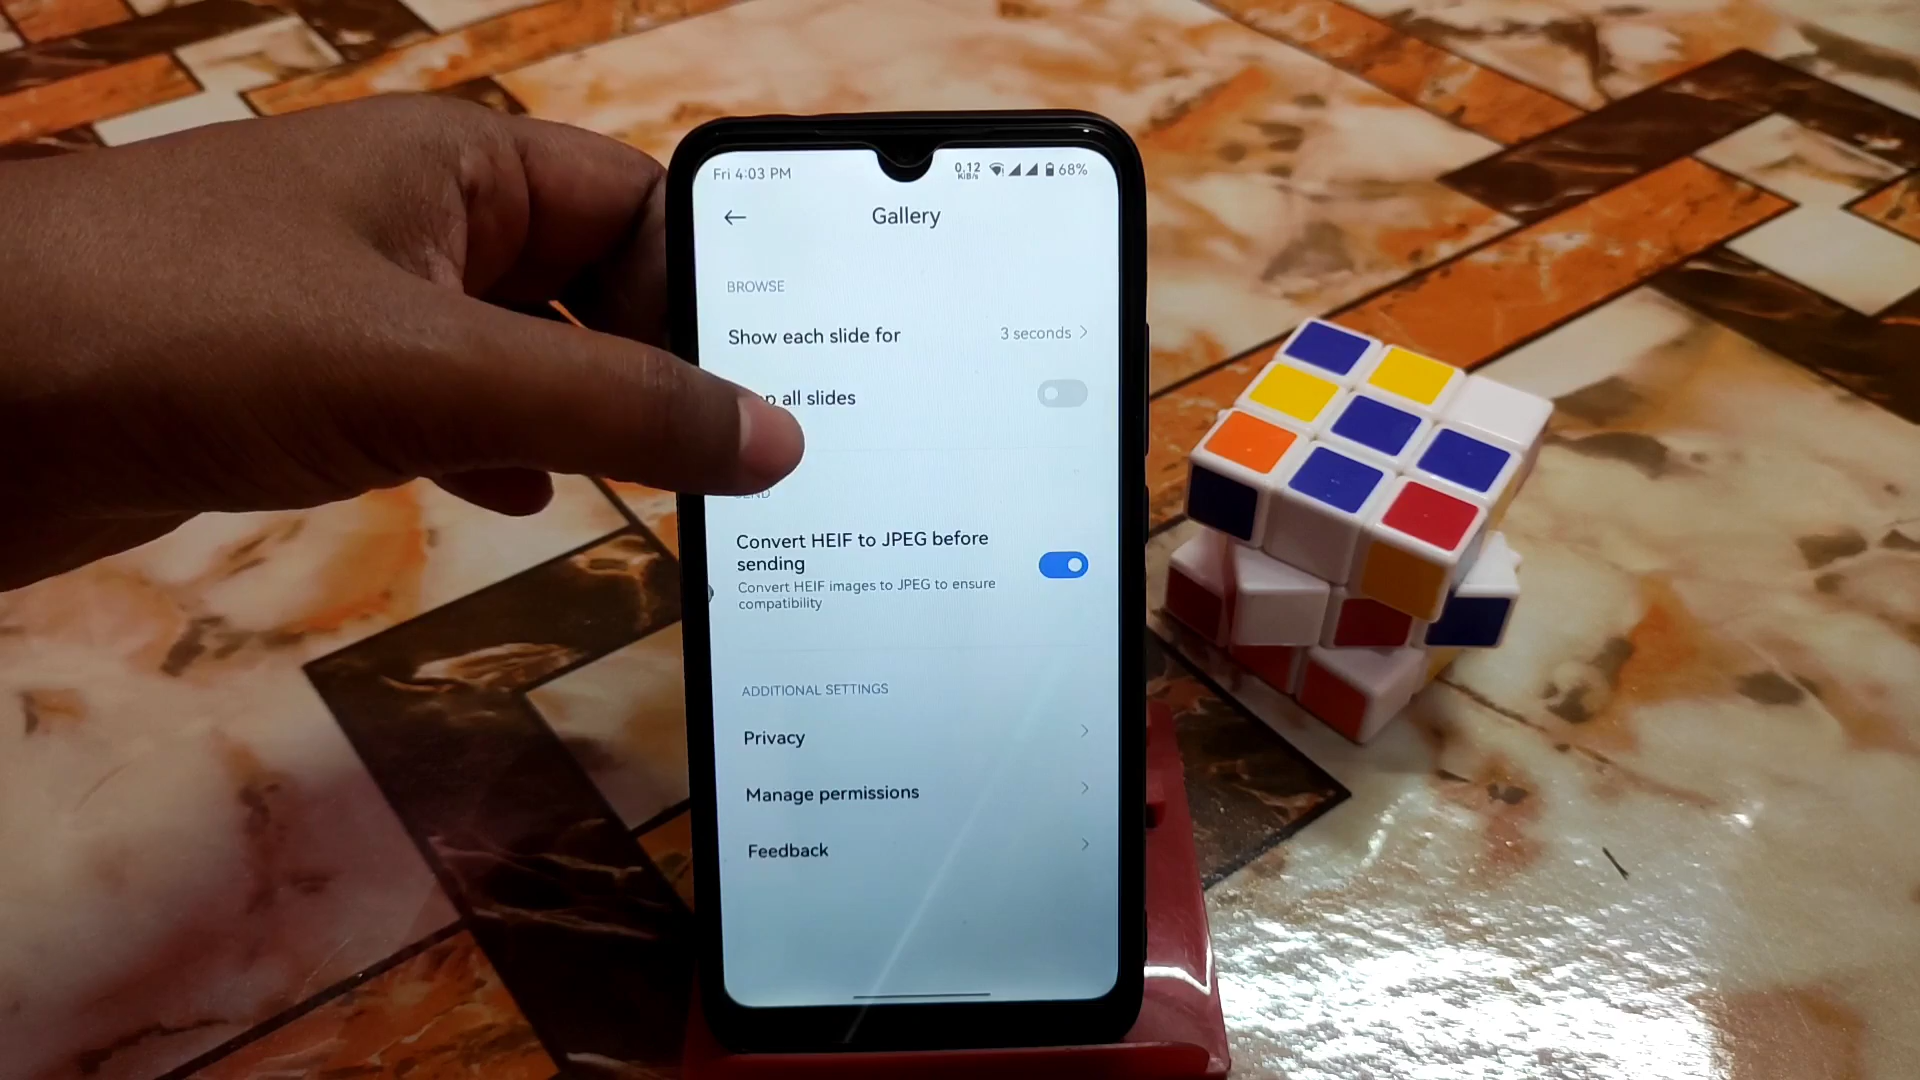 Fri 4:03 PM
0.12
KiB/s
68%
Gallery
BROWSE
Show each slide for
3 seconds
all slides
Convert HEIF to JPEG before
sending
Convert HEIF images to JPEG to ensure
compatibility
ADDITIONAL SETTINGS
Privacy
Manage permissions
Feedback